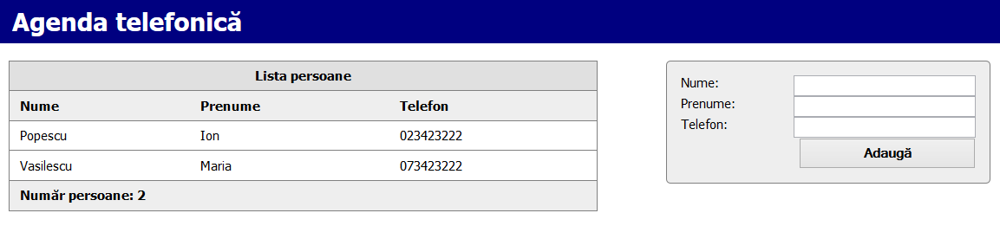 Agenda telefonică
Lista persoane
Nume Prenume Telefon
Popescu Ion 023423222
Vasilescu Maria 073423222
Număr persoane: 2
Nume:
Prenume:
Telefon:
Adaugă